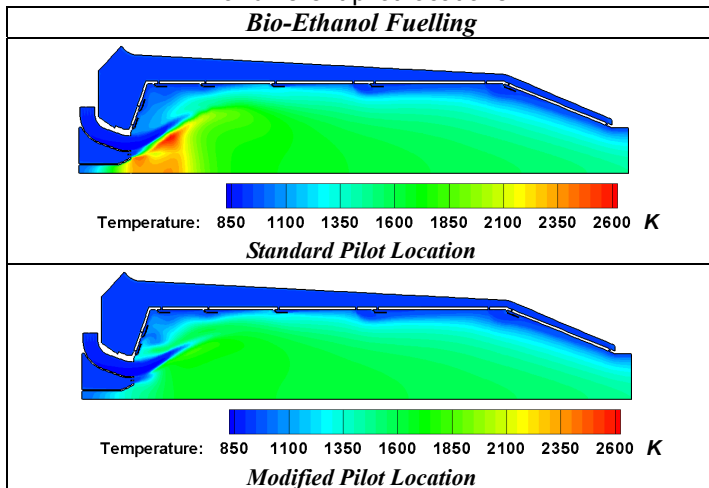 Bio-Ethanol Fuelling
Temperature: 850 1100 1350 1600 1850 2100 2350 2600 K
Standard Pilot Location
Temperature: 850 1100 1350 1600 1850 2100 2350 2600 K
Modified Pilot Location